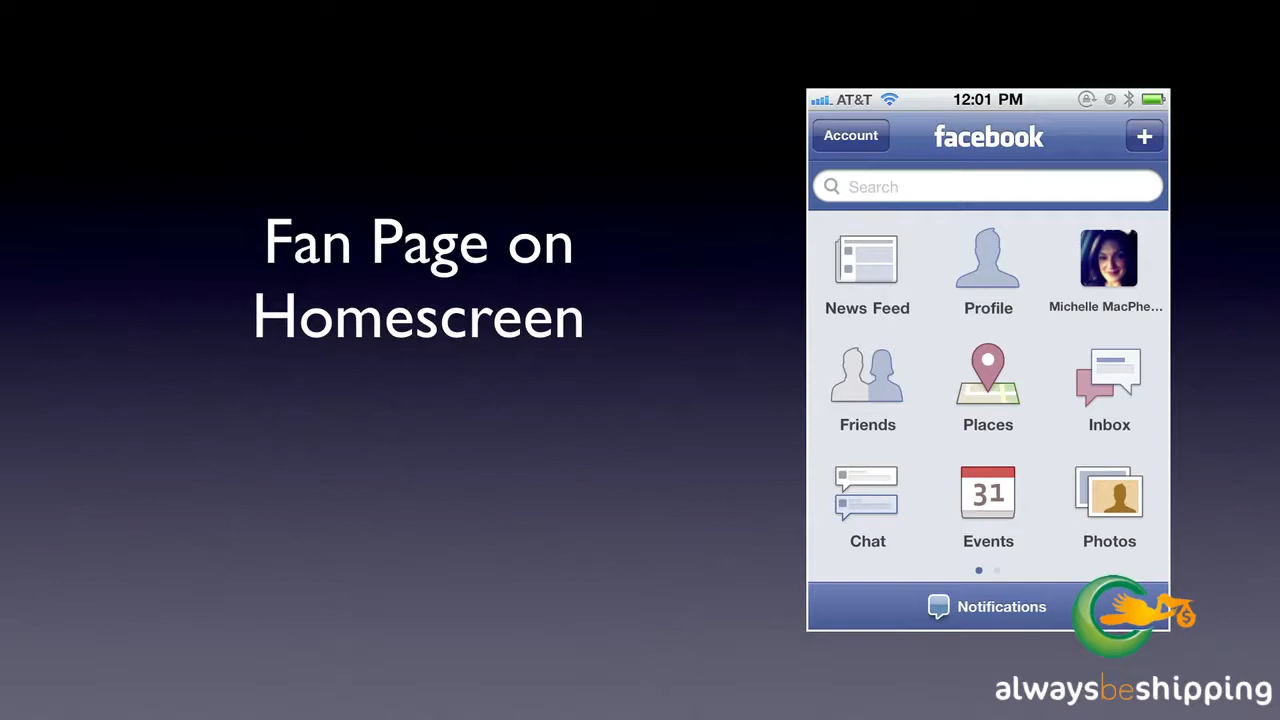 Fan Page on
Homescreen
AT&T 12:01 PM
Account facebook +
Search
News Feed Profile Michelle MacPhe...
Friends Places Inbox
31
Chat Events Photos
Notifications
$
alwaysbeshipping